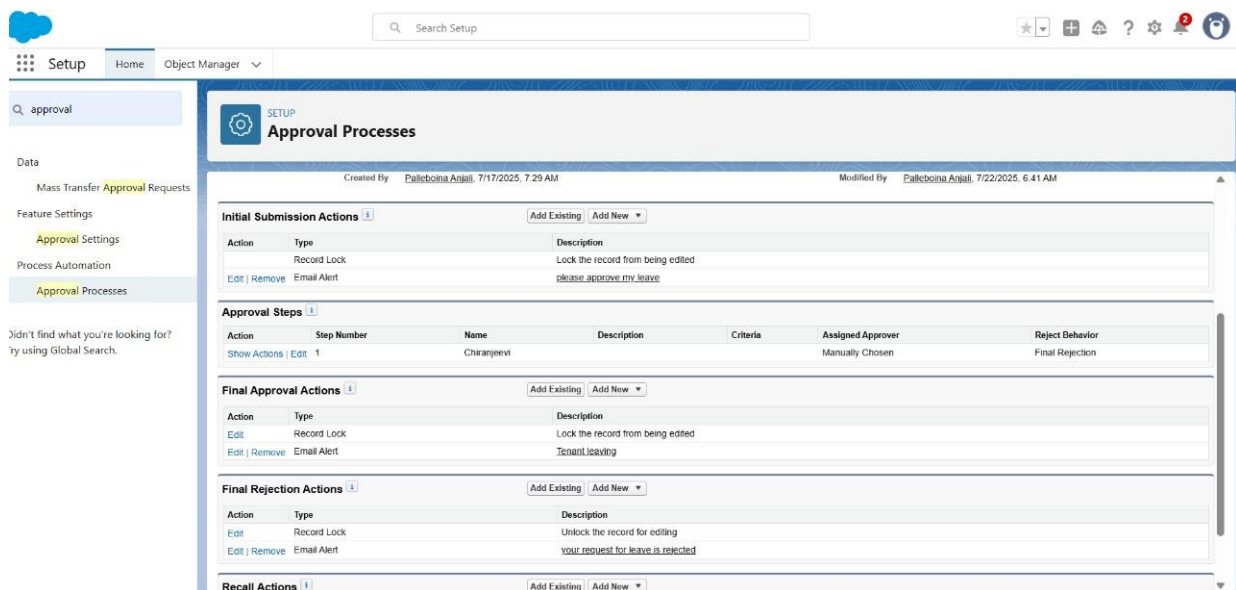 Search Setup
2
Setup Home Object Manager
approval
SETUP
Approval Processes
Data
Mass Transfer Approval Requests
Feature Settings
Approval Settings
Process Automation
Approval Processes
Didn't find what you're looking for?
Try using Global Search.
Created By Palleboina Anjali, 7/17/2025, 7:29 AM Modified By Palleboina Anjali, 7/22/2025, 6:41 AM
Initial Submission Actions i Add Existing Add New
Action Type Description
Record Lock Lock the record from being edited
Edit | Remove Email Alert please approve my leave
Approval Steps i
Action Step Number Name Description Criteria Assigned Approver Reject Behavior
Show Actions | Edit 1 Chiranjeevi Manually Chosen Final Rejection
Final Approval Actions i Add Existing Add New
Action Type Description
Edit Record Lock Lock the record from being edited
Edit | Remove Email Alert Tenant leaving
Final Rejection Actions i Add Existing Add New
Action Type Description
Edit Record Lock Unlock the record for editing
Edit | Remove Email Alert your request for leave is rejected
Recall Actions i Add Existing Add New